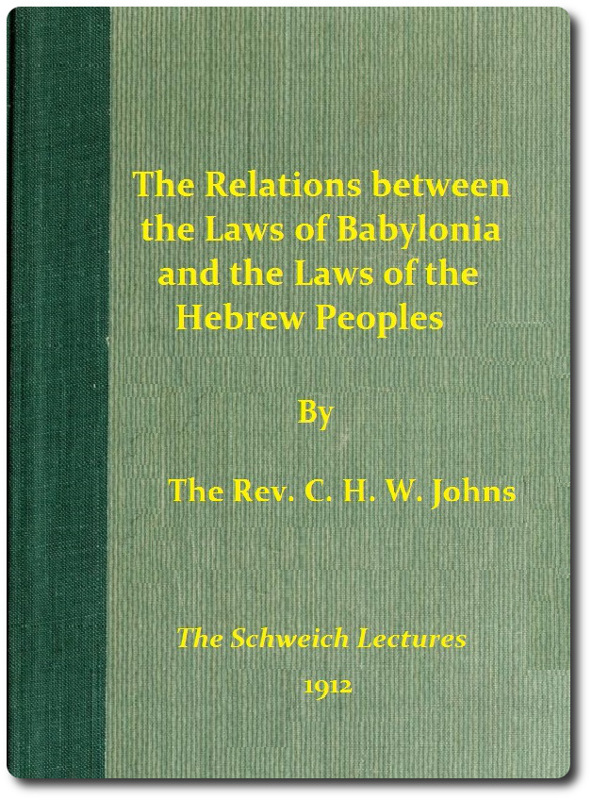 The Relations between
the Laws of Babylonia
and the Laws of the
Hebrew Peoples
By
The Rev. C. H. W. Johns
The Schweich Lectures
1912